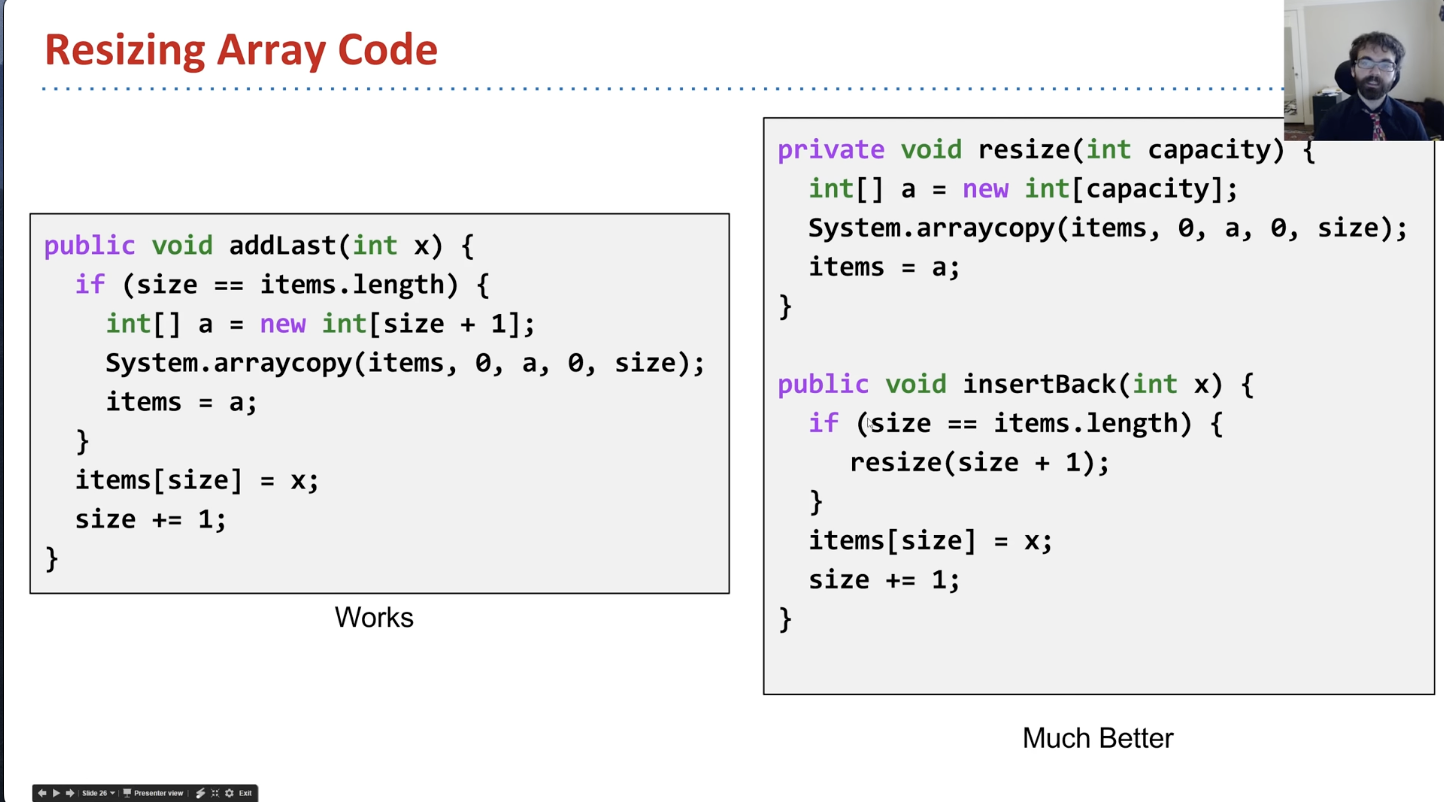 Resizing Array Code
public void addLast(int x) {
  if (size == items.length) {
    int[] a = new int[size + 1];
    System.arraycopy(items, 0, a, 0, size);
    items = a;
  }
  items[size] = x;
  size += 1;
}
Works
private void resize(int capacity) {
  int[] a = new int[capacity];
  System.arraycopy(items, 0, a, 0, size);
  items = a;
}
public void insertBack(int x) {
  if (size == items.length) {
    resize(size + 1);
  }
  items[size] = x;
  size += 1;
}
Much Better
Slide 26 Presenter view Exit